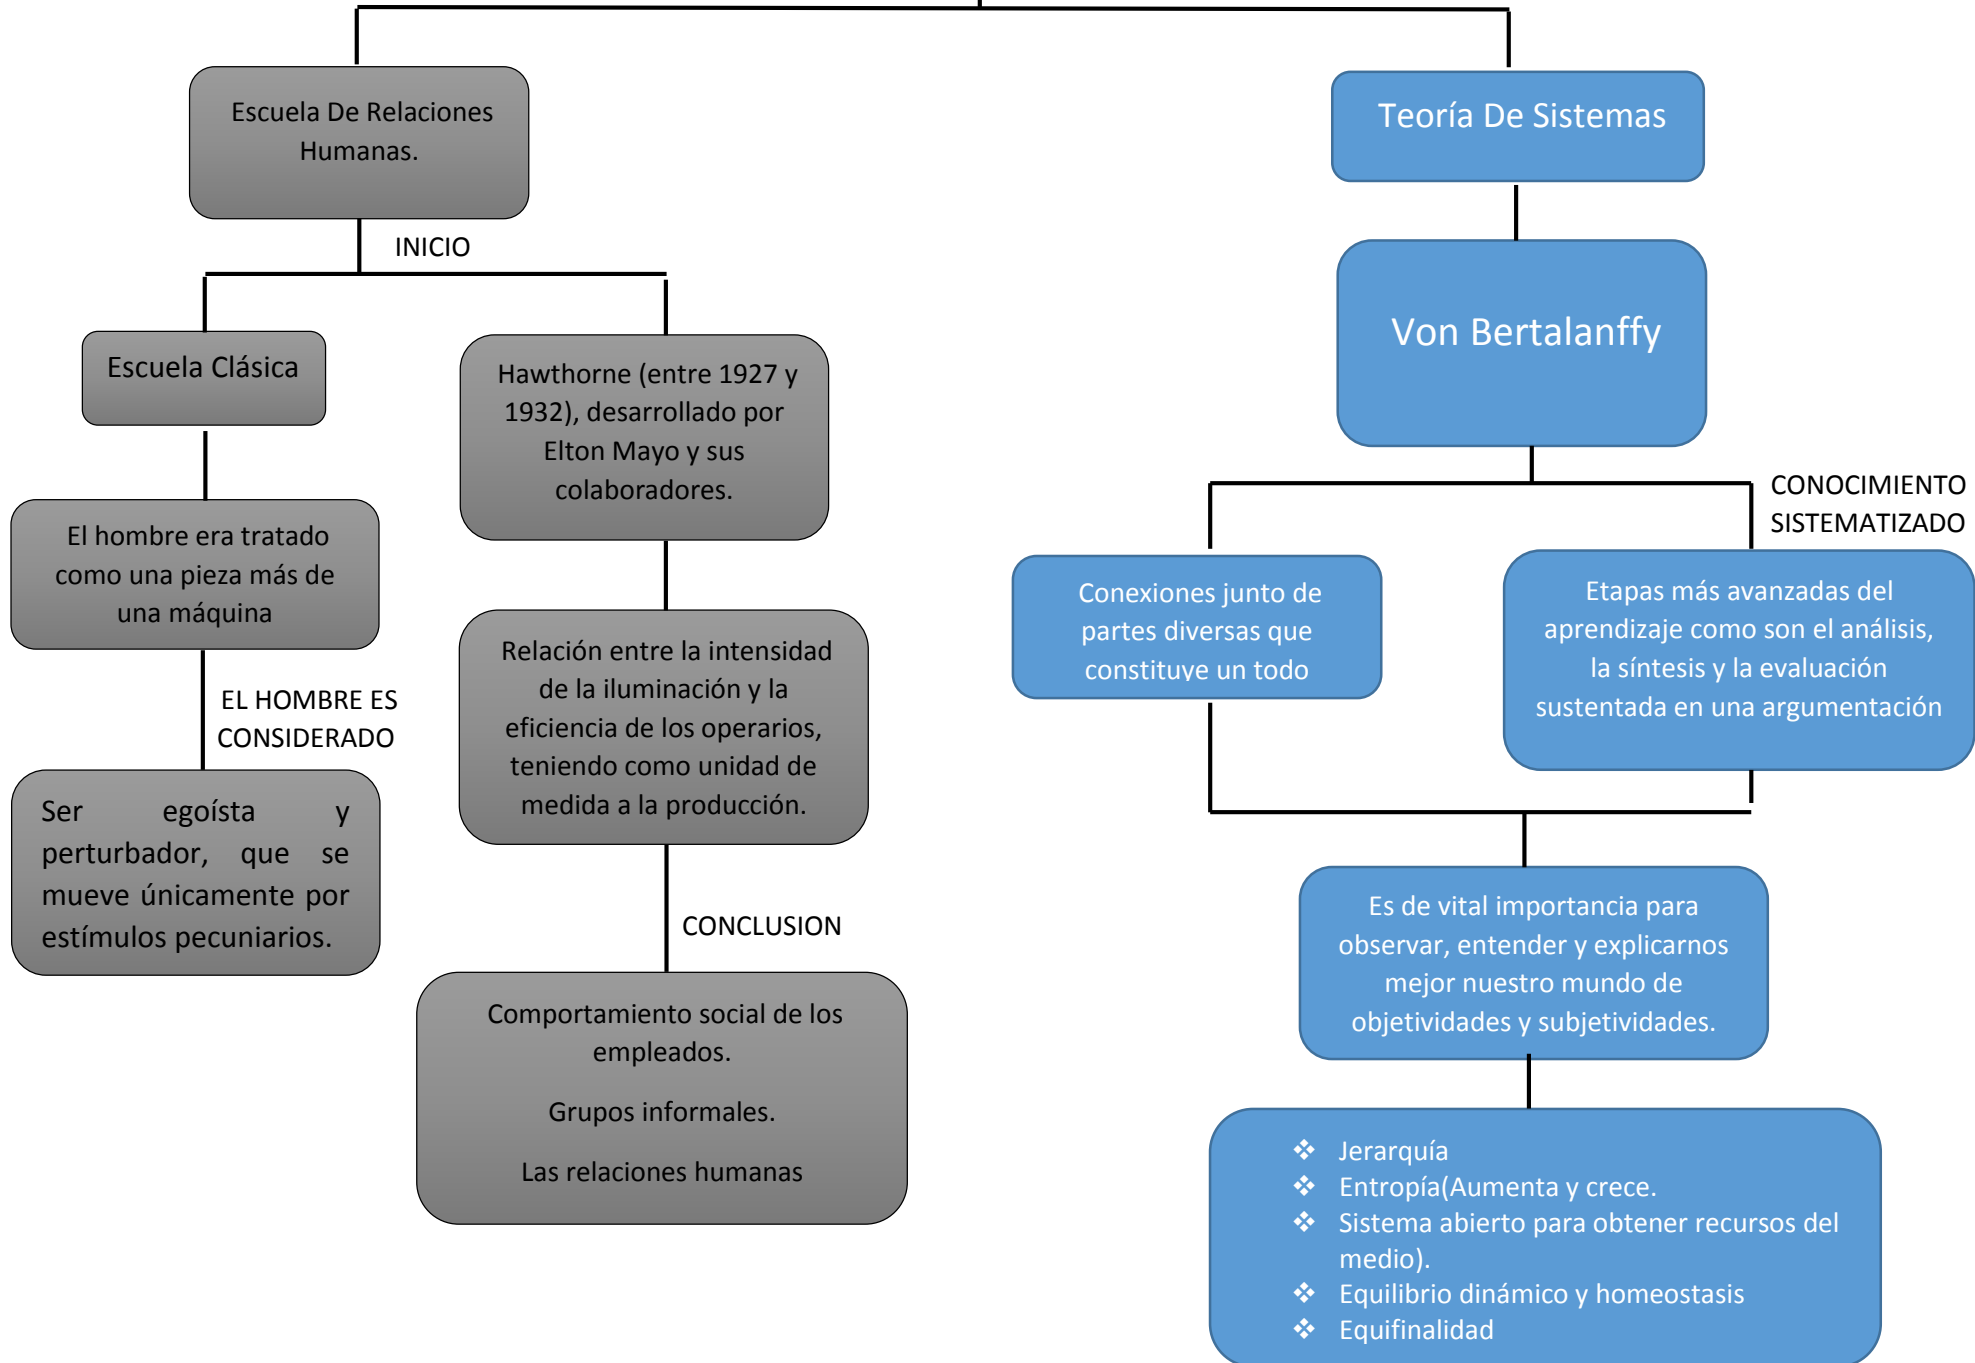 Escuela De Relaciones
Humanas.
INICIO
Escuela Clásica
El hombre era tratado
como una pieza más de
una máquina
EL HOMBRE ES
CONSIDERADO
Ser egoísta y
perturbador, que se
mueve únicamente por
estímulos pecuniarios.
Hawthorne (entre 1927 y
1932), desarrollado por
Elton Mayo y sus
colaboradores.
Relación entre la intensidad
de la iluminación y la
eficiencia de los operarios,
teniendo como unidad de
medida a la producción.
CONCLUSION
Comportamiento social de los
empleados.
Grupos informales.
Las relaciones humanas
Teoría De Sistemas
Von Bertalanffy
Conexiones junto de
partes diversas que
constituye un todo
CONOCIMIENTO
SISTEMATIZADO
Etapas más avanzadas del
aprendizaje como son el análisis,
la síntesis y la evaluación
sustentada en una argumentación
Es de vital importancia para
observar, entender y explicarnos
mejor nuestro mundo de
objetividades y subjetividades.
❖ Jerarquía
❖ Entropía(Aumenta y crece.
❖ Sistema abierto para obtener recursos del
medio).
❖ Equilibrio dinámico y homeostasis
❖ Equifinalidad